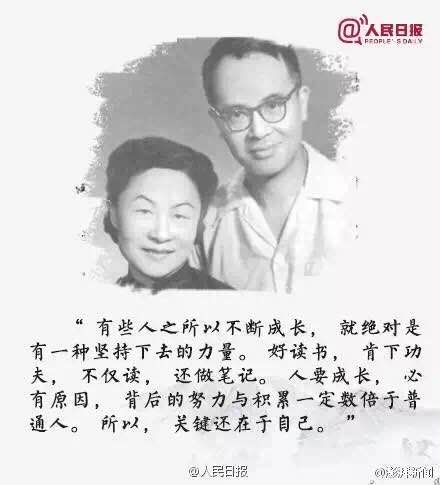 @人民日报
PEOPLE'S DAILY
“ 有些人之所以不断成长， 就绝对是
有一种坚持下去的力量。 好读书， 肯下功
夫， 不仅读， 还做笔记。 人要成长， 必
有原因， 背后的努力与积累一定数倍于普
通人。 所以， 关键还在于自己。 ”
@人民日报
@澎湃新闻